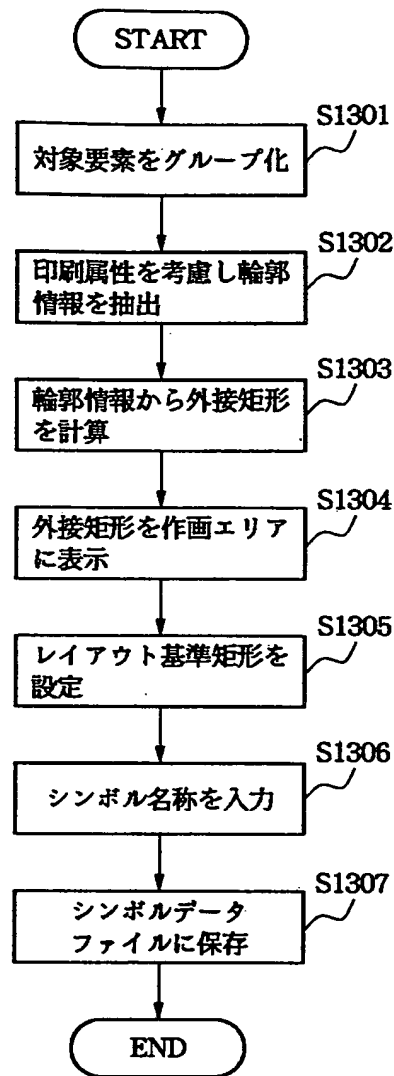 START
S1301
対象要素をグループ化
S1302
印刷属性を考慮し輪郭
情報を抽出
S1303
輪郭情報から外接矩形
を計算
S1304
外接矩形を作画エリア
に表示
S1305
レイアウト基準矩形を
設定
S1306
シンボル名称を入力
S1307
シンボルデータ
ファイルに保存
END